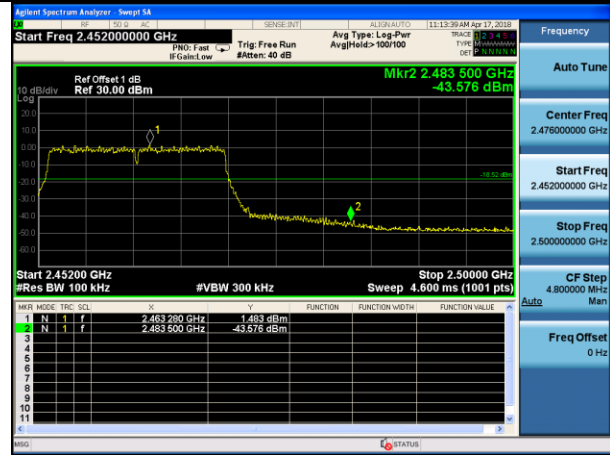 Agilent Spectrum Analyzer - Swept SA
RF 50 Ω AC SENSE:INT ALIGN AUTO 11:13:39 AM Apr 17, 2018
Start Freq 2.452000000 GHz
PNO: Fast
IFGain:Low
Trig: Free Run
#Atten: 40 dB
Avg Type: Log-Pwr
Avg|Hold:>100/100
TRACE 1 2 3 4 5 6
TYPE M
DET P N N N N N
Frequency
Ref Offset 1 dB
10 dB/div Ref 30.00 dBm
Log
Mkr2 2.483 500 GHz
-43.576 dBm
20.0
10.0
0.00
-10.0
-20.0
-30.0
-40.0
-50.0
-60.0
1
2
-18.52 dBm
Start 2.45200 GHz
#Res BW 100 kHz
#VBW 300 kHz
Stop 2.50000 GHz
Sweep 4.600 ms (1001 pts)
MKR MODE TRC SCL X Y FUNCTION FUNCTION WIDTH FUNCTION VALUE
1 N 1 f 2.463 280 GHz 1.483 dBm
2 N 1 f 2.483 500 GHz -43.576 dBm
3
4
5
6
7
8
9
10
11
MSG STATUS
Auto Tune
Center Freq
2.476000000 GHz
Start Freq
2.452000000 GHz
Stop Freq
2.500000000 GHz
CF Step
4.800000 MHz
Auto Man
Freq Offset
0 Hz